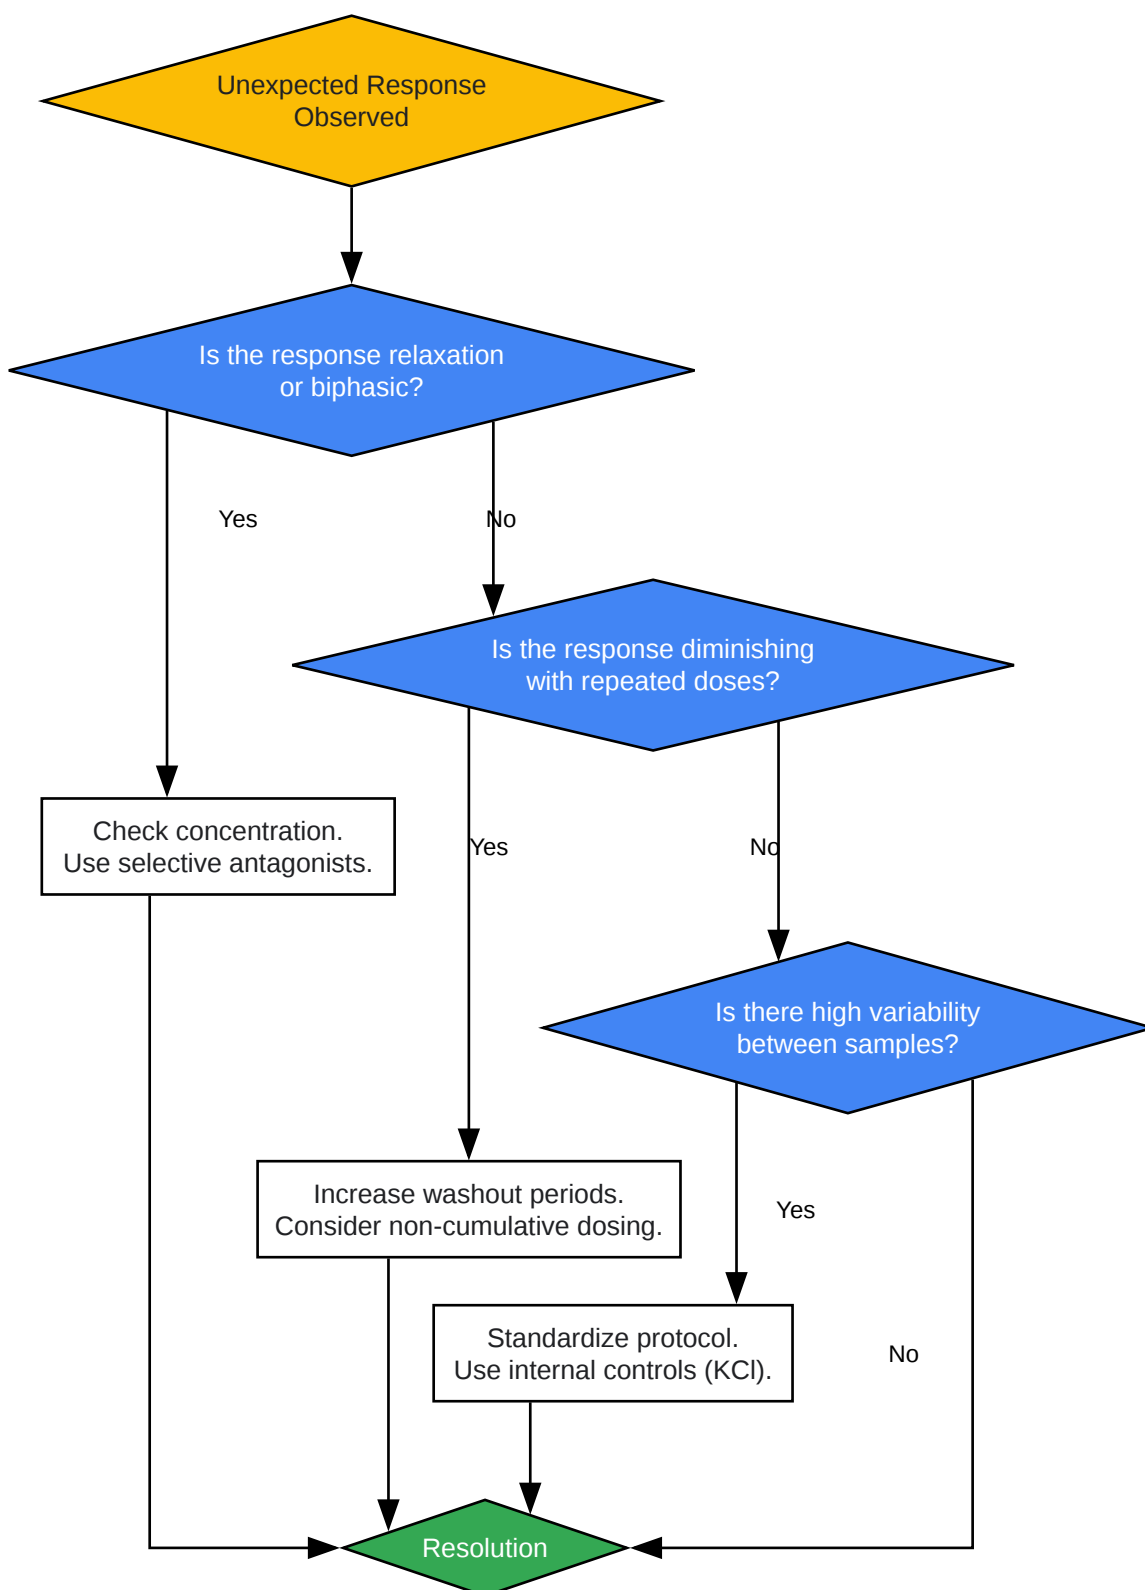 Unexpected Response
Observed
Is the response relaxation
or biphasic?
Yes
No
Is the response diminishing
with repeated doses?
Check concentration.
Use selective antagonists.
Yes
No
Is there high variability
between samples?
Increase washout periods.
Consider non-cumulative dosing.
Yes
Standardize protocol.
Use internal controls (KCl).
No
Resolution